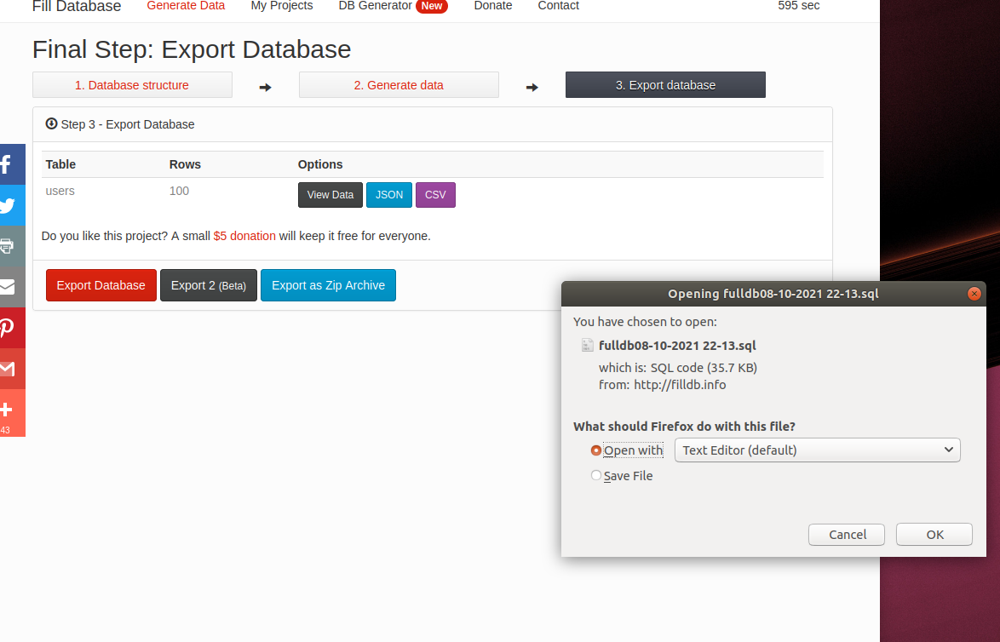 Fill Database Generate Data My Projects DB Generator New Donate Contact 595 sec
Final Step: Export Database
1. Database structure 2. Generate data 3. Export database
Step 3 - Export Database
Table Rows Options
users 100 View Data JSON CSV
Do you like this project? A small $5 donation will keep it free for everyone.
Export Database Export 2 (Beta) Export as Zip Archive
43
Opening fulldb08-10-2021 22-13.sql
You have chosen to open:
fulldb08-10-2021 22-13.sql
which is: SQL code (35.7 KB)
from: http://filldb.info
What should Firefox do with this file?
Open with Text Editor (default)
Save File
Cancel OK